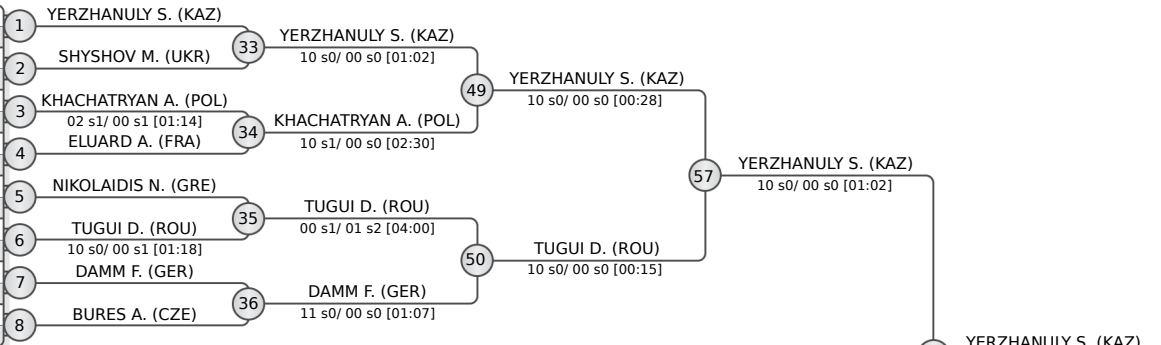 1 YERZHANULY S. (KAZ)
2 SHYSHOV M. (UKR)
3 KHACHATRYAN A. (POL)
02 s1/ 00 s1 [01:14]
4 ELUARD A. (FRA)
5 NIKOLAIDIS N. (GRE)
6 TUGUI D. (ROU)
10 s0/ 00 s1 [01:18]
7 DAMM F. (GER)
8 BURES A. (CZE)
33 YERZHANULY S. (KAZ)
10 s0/ 00 s0 [01:02]
34 KHACHATRYAN A. (POL)
10 s1/ 00 s0 [02:30]
35 TUGUI D. (ROU)
00 s1/ 01 s2 [04:00]
36 DAMM F. (GER)
11 s0/ 00 s0 [01:07]
49 YERZHANULY S. (KAZ)
10 s0/ 00 s0 [00:28]
50 TUGUI D. (ROU)
10 s0/ 00 s0 [00:15]
57 YERZHANULY S. (KAZ)
10 s0/ 00 s0 [01:02]
YERZHANULY S. (KAZ)